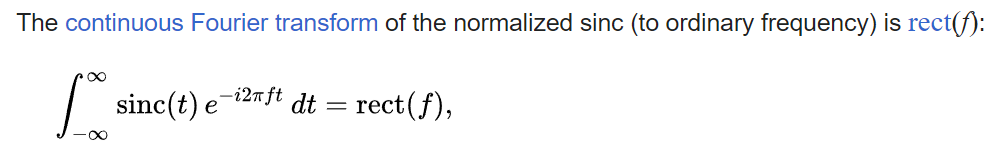 The continuous Fourier transform of the normalized sinc (to ordinary frequency) is rect(f):
∫_{-∞}^{∞} sinc(t) e^{-i2πft} dt = rect(f),